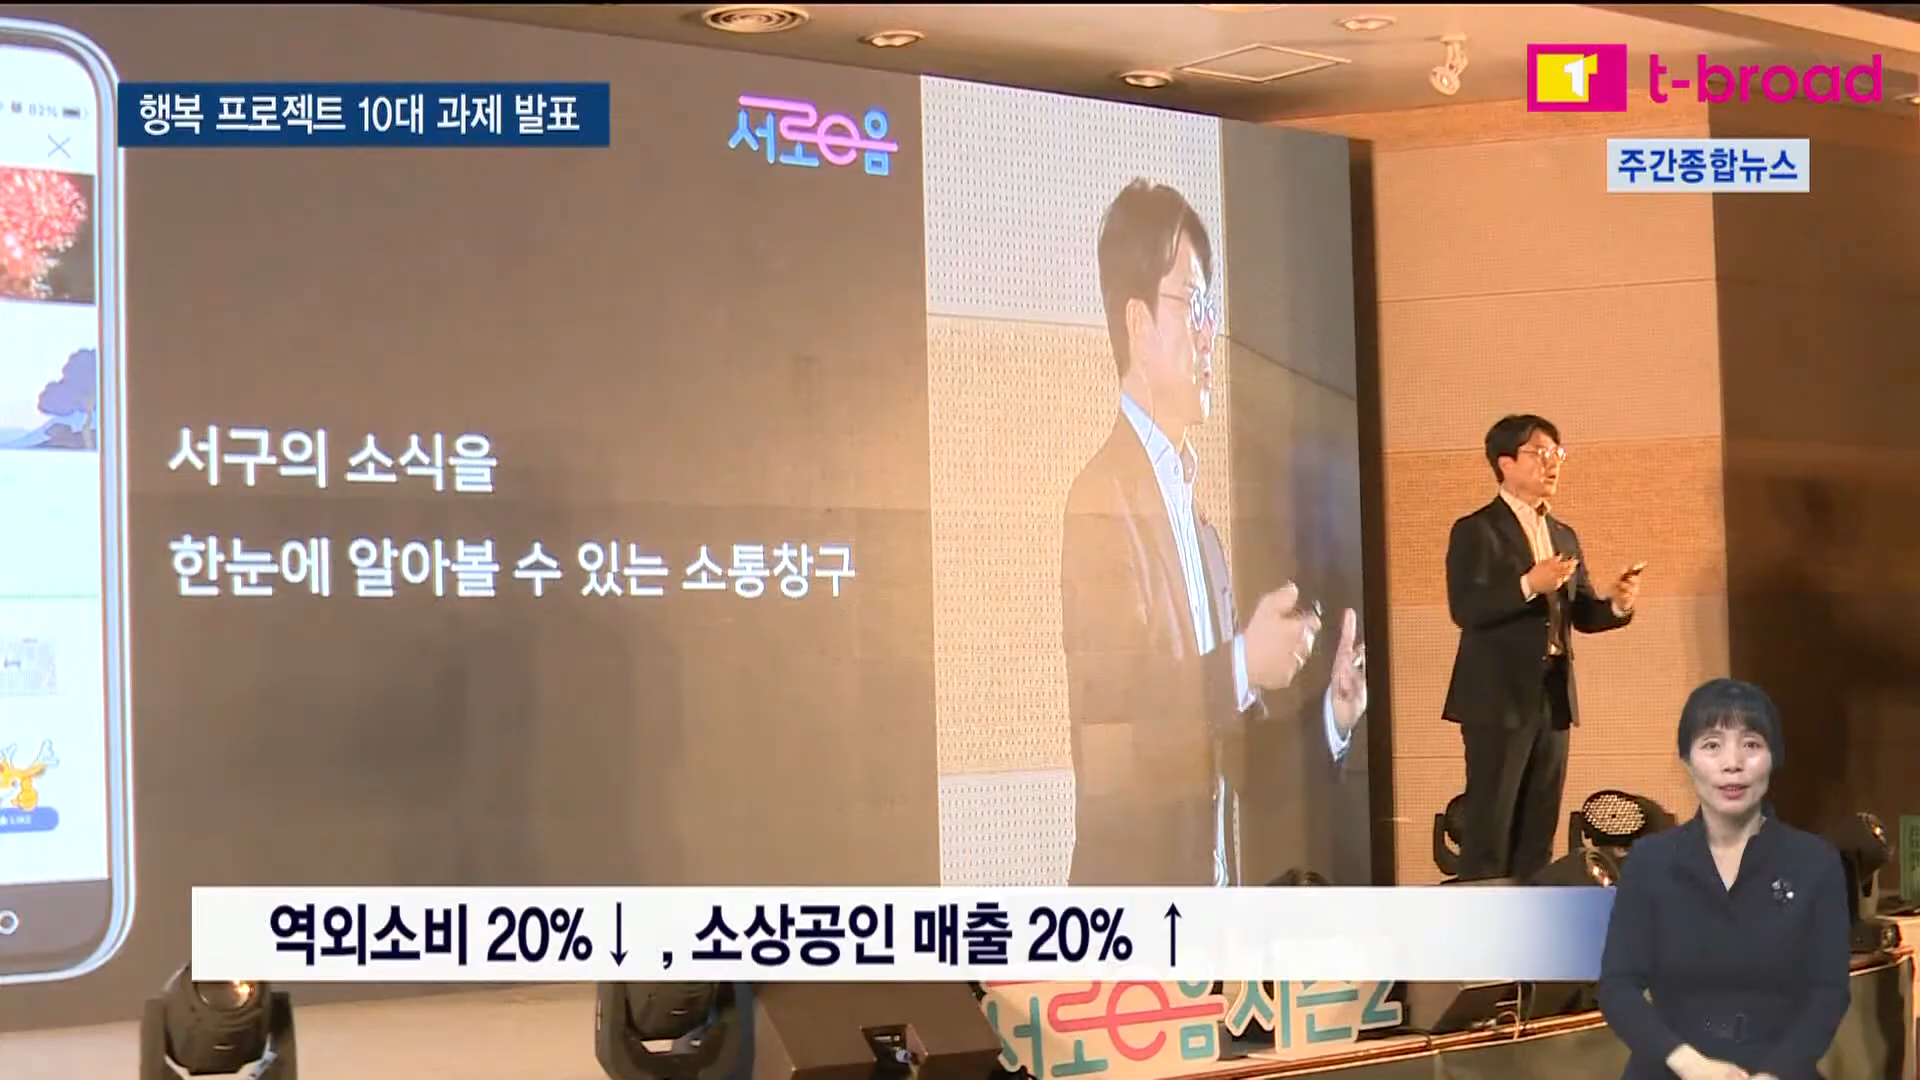 82%
행복 프로젝트 10대 과제 발표
서로e음
1 t-broad
주간종합뉴스
서구의 소식을
한눈에 알아볼 수 있는 소통창구
LIKE
역외소비 20%↓ , 소상공인 매출 20% ↑
서로e음 시즌2